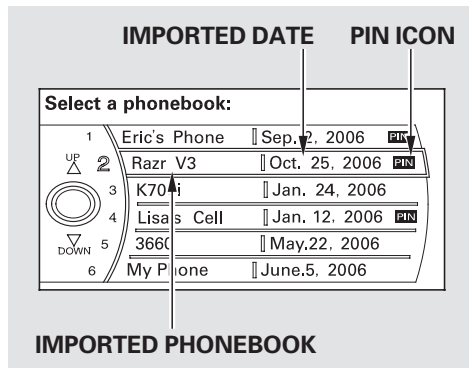 IMPORTED DATE PIN ICON
Select a phonebook:
1 Eric's Phone Sep. 2, 2006 PIN
UP 2 Razr V3 Oct. 25, 2006 PIN
3 Jan. 24, 2006
4 Lisa's Cell Jan. 12, 2006 PIN
DOWN 5 3660 May.22, 2006
6 My Phone June.5, 2006
IMPORTED PHONEBOOK